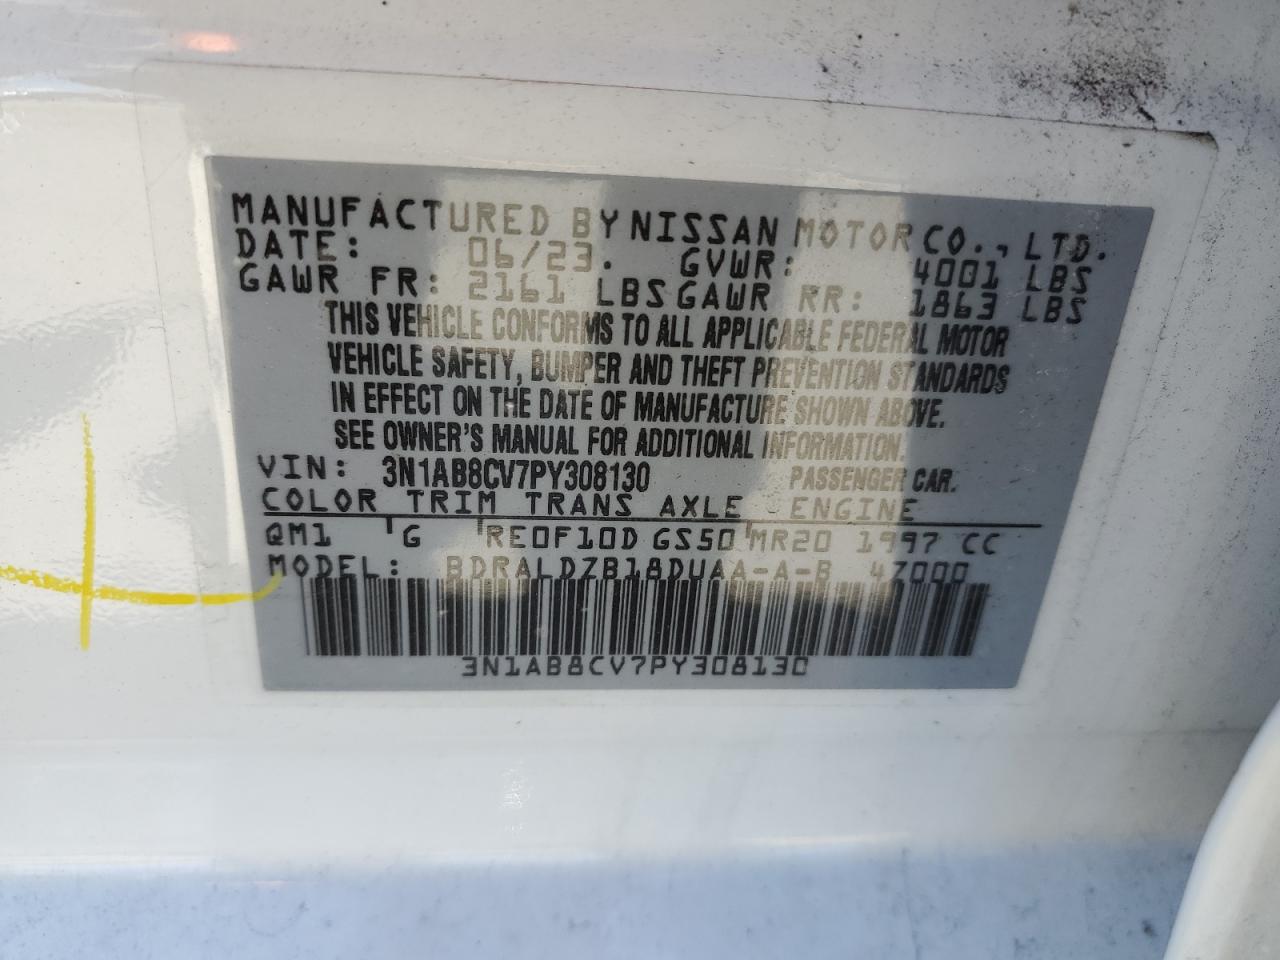 MANUFACTURED BY NISSAN MOTOR CO., LTD.
DATE: 06/23. GVWR: 4001 LBS
GAWR FR: 2161 LBS GAWR RR: 1863 LBS
THIS VEHICLE CONFORMS TO ALL APPLICABLE FEDERAL MOTOR
VEHICLE SAFETY, BUMPER AND THEFT PREVENTION STANDARDS
IN EFFECT ON THE DATE OF MANUFACTURE SHOWN ABOVE.
SEE OWNER'S MANUAL FOR ADDITIONAL INFORMATION.
VIN: 3N1AB8CV7PY308130 PASSENGER CAR.
COLOR TRIM TRANS AXLE ENGINE
QM1 G RE0F10D GS50 MR20 1997 CC
MODEL: BDRALDZB18DUAA-A-B 47000
3N1AB8CV7PY308130